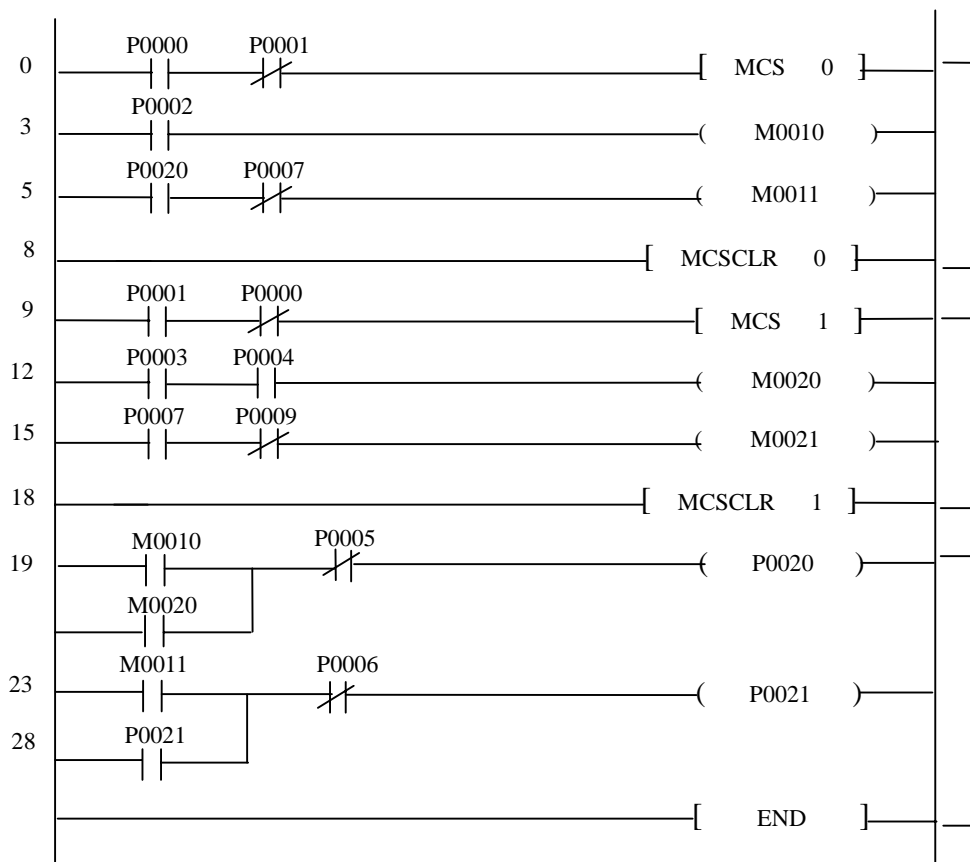 P0000 P0001
0 [ MCS 0 ]
P0002
3 ( M0010 )
P0020 P0007
5 ( M0011 )
8 [ MCSCLR 0 ]
P0001 P0000
9 [ MCS 1 ]
P0003 P0004
12 ( M0020 )
P0007 P0009
15 ( M0021 )
18 [ MCSCLR 1 ]
M0010 P0005
19 ( P0020 )
M0020
M0011 P0006
23 ( P0021 )
P0021
28
[ END ]